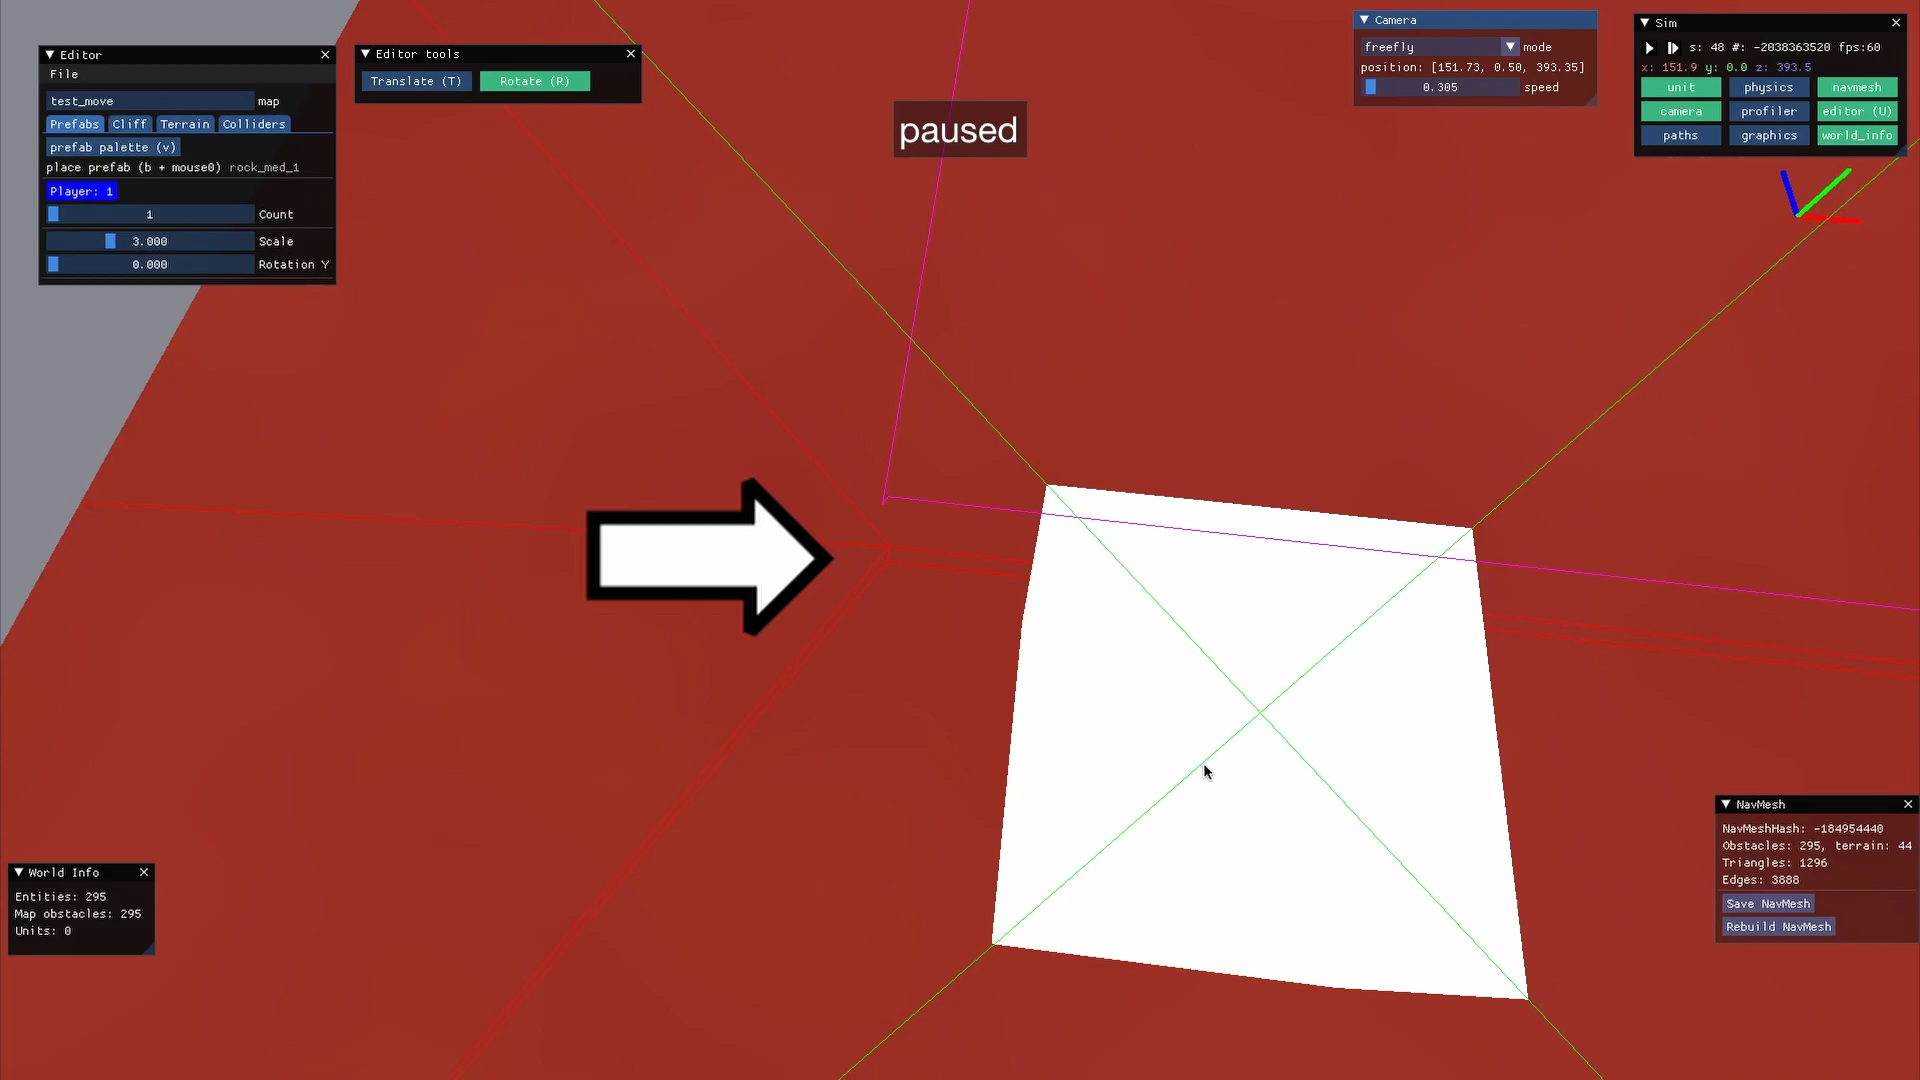 Editor
File
test_move map
Prefabs Cliff Terrain Colliders
prefab palette (v)
place prefab (b + mouse0) rock_med_1
Player: 1
1 Count
3.000 Scale
0.000 Rotation Y
Editor tools
Translate (T) Rotate (R)
paused
Camera
freefly mode
position: [151.73, 0.50, 393.35]
0.305 speed
Sim
s: 48 #: -2038363520 fps:60
x: 151.9 y: 0.0 z: 393.5
unit physics navmesh
camera profiler editor (U)
paths graphics world_info
World Info
Entities: 295
Map obstacles: 295
Units: 0
NavMesh
NavMeshHash: -184954440
Obstacles: 295, terrain: 44
Triangles: 1296
Edges: 3888
Save NavMesh
Rebuild NavMesh